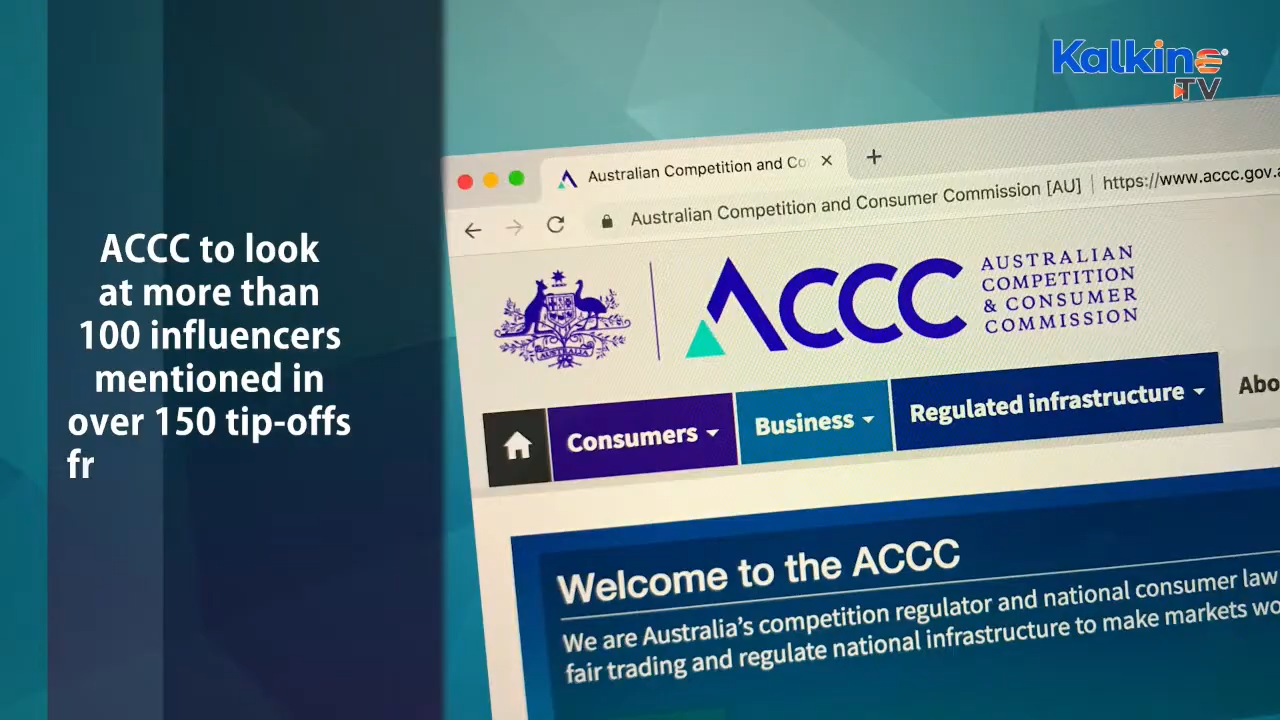 Kalkine
TV
ACCC to look
at more than
100 influencers
mentioned in
over 150 tip-offs
fr
Australian Competition and Co
Australian Competition and Consumer Commission [AU] | https://www.accc.gov.a
ACCC
AUSTRALIAN
COMPETITION
& CONSUMER
COMMISSION
AUSTRALIA
Consumers
Business
Regulated infrastructure
Abo
Welcome to the ACCC
We are Australia's competition regulator and national consumer law
fair trading and regulate national infrastructure to make markets wo